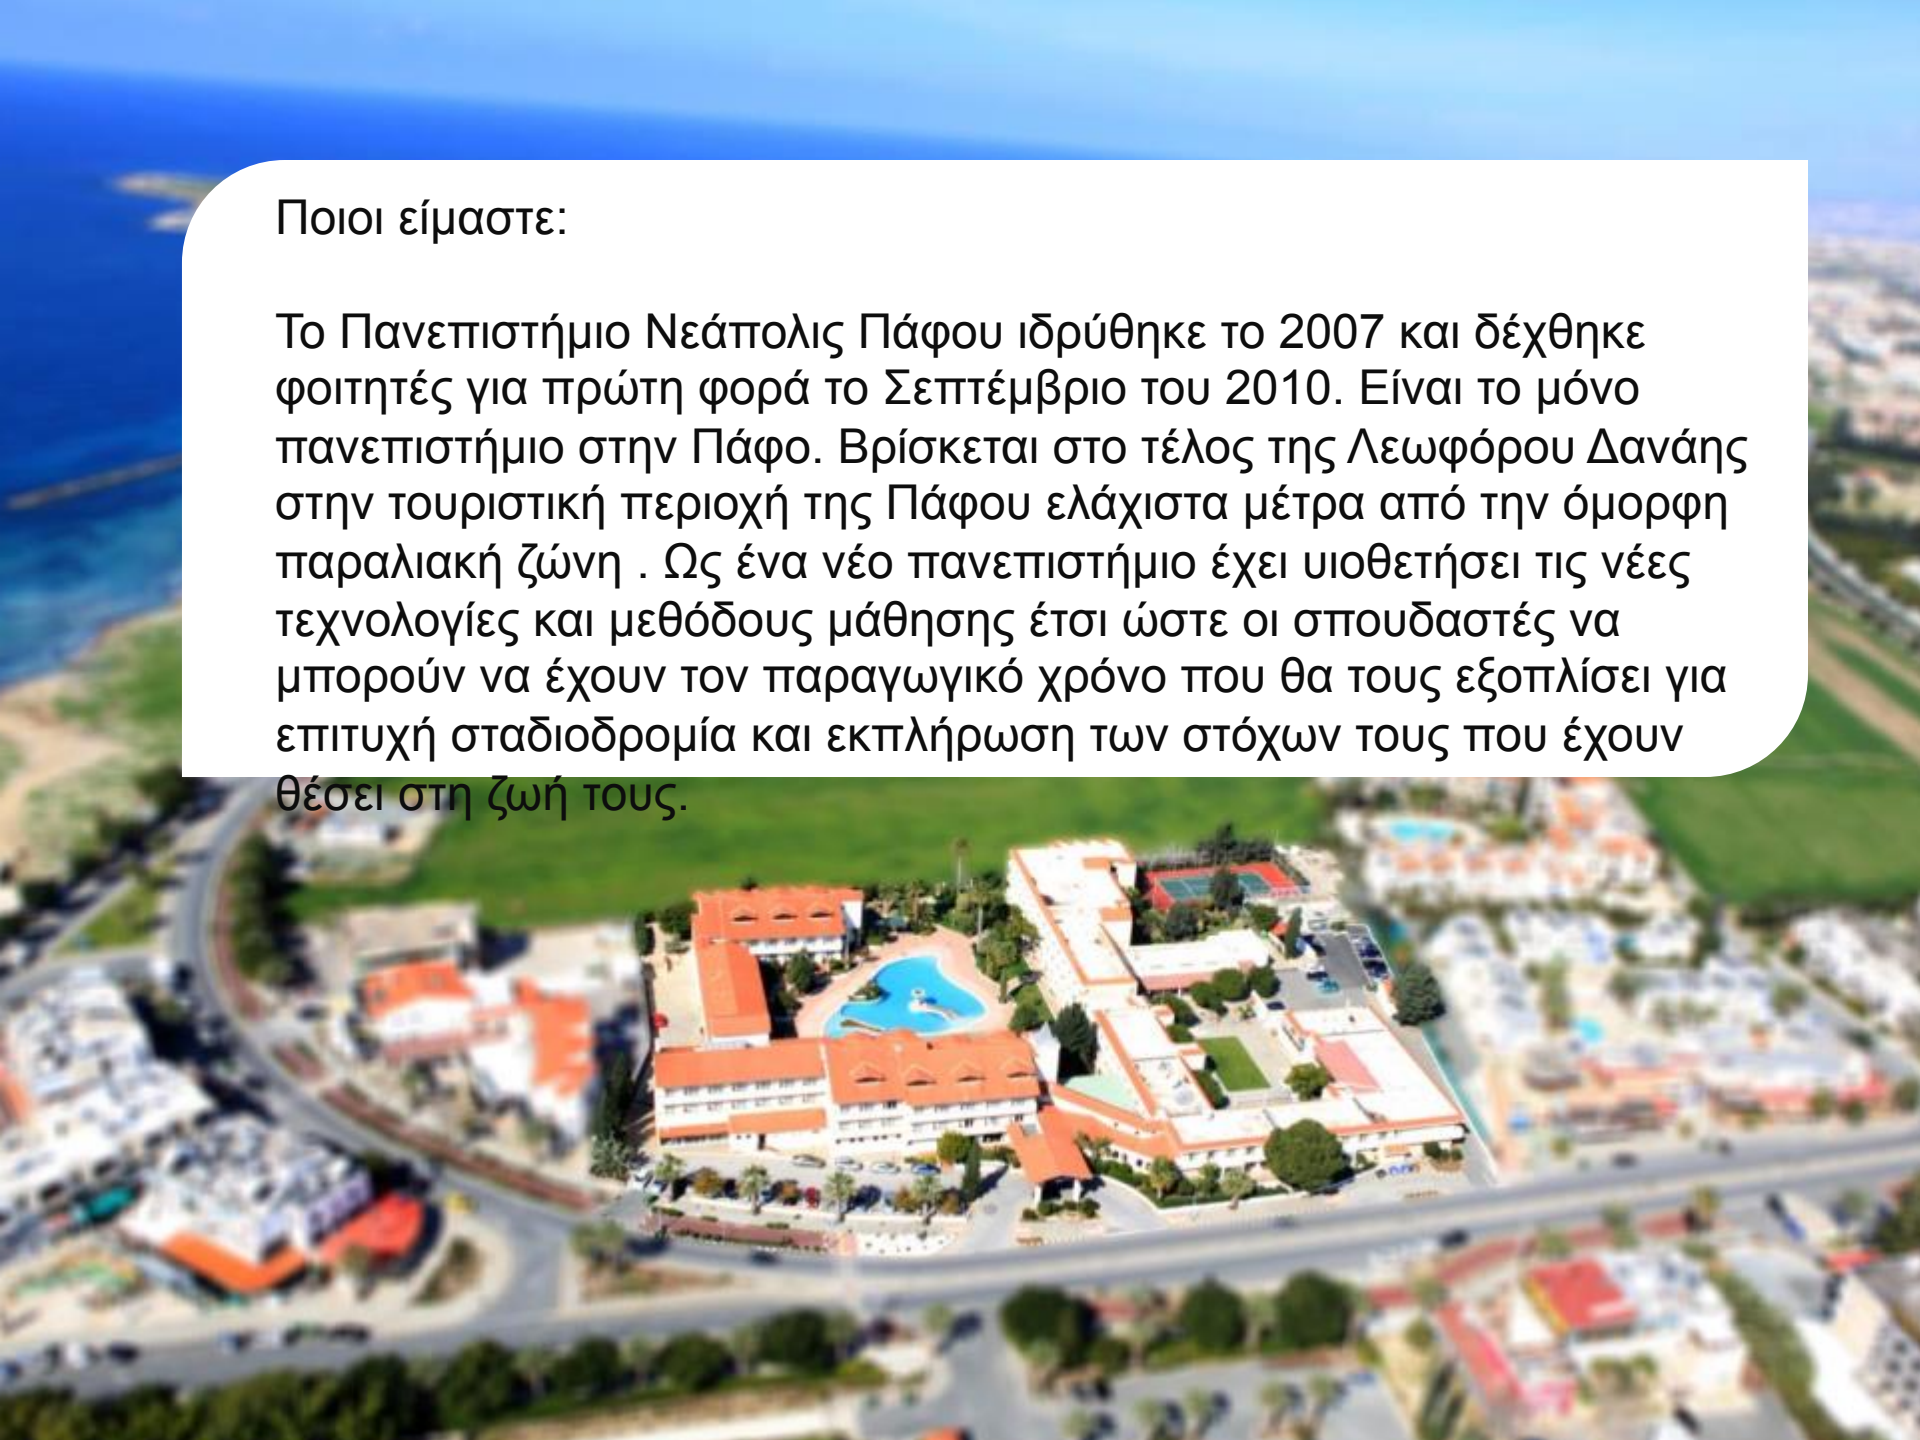 Ποιοι είμαστε:
Το Πανεπιστήμιο Νεάπολις Πάφου ιδρύθηκε το 2007 και δέχθηκε
φοιτητές για πρώτη φορά το Σεπτέμβριο του 2010. Είναι το μόνο
πανεπιστήμιο στην Πάφο. Βρίσκεται στο τέλος της Λεωφόρου Δανάης
στην τουριστική περιοχή της Πάφου ελάχιστα μέτρα από την όμορφη
παραλιακή ζώνη . Ως ένα νέο πανεπιστήμιο έχει υιοθετήσει τις νέες
τεχνολογίες και μεθόδους μάθησης έτσι ώστε οι σπουδαστές να
μπορούν να έχουν τον παραγωγικό χρόνο που θα τους εξοπλίσει για
επιτυχή σταδιοδρομία και εκπλήρωση των στόχων τους που έχουν
θέσει στη ζωή τους.